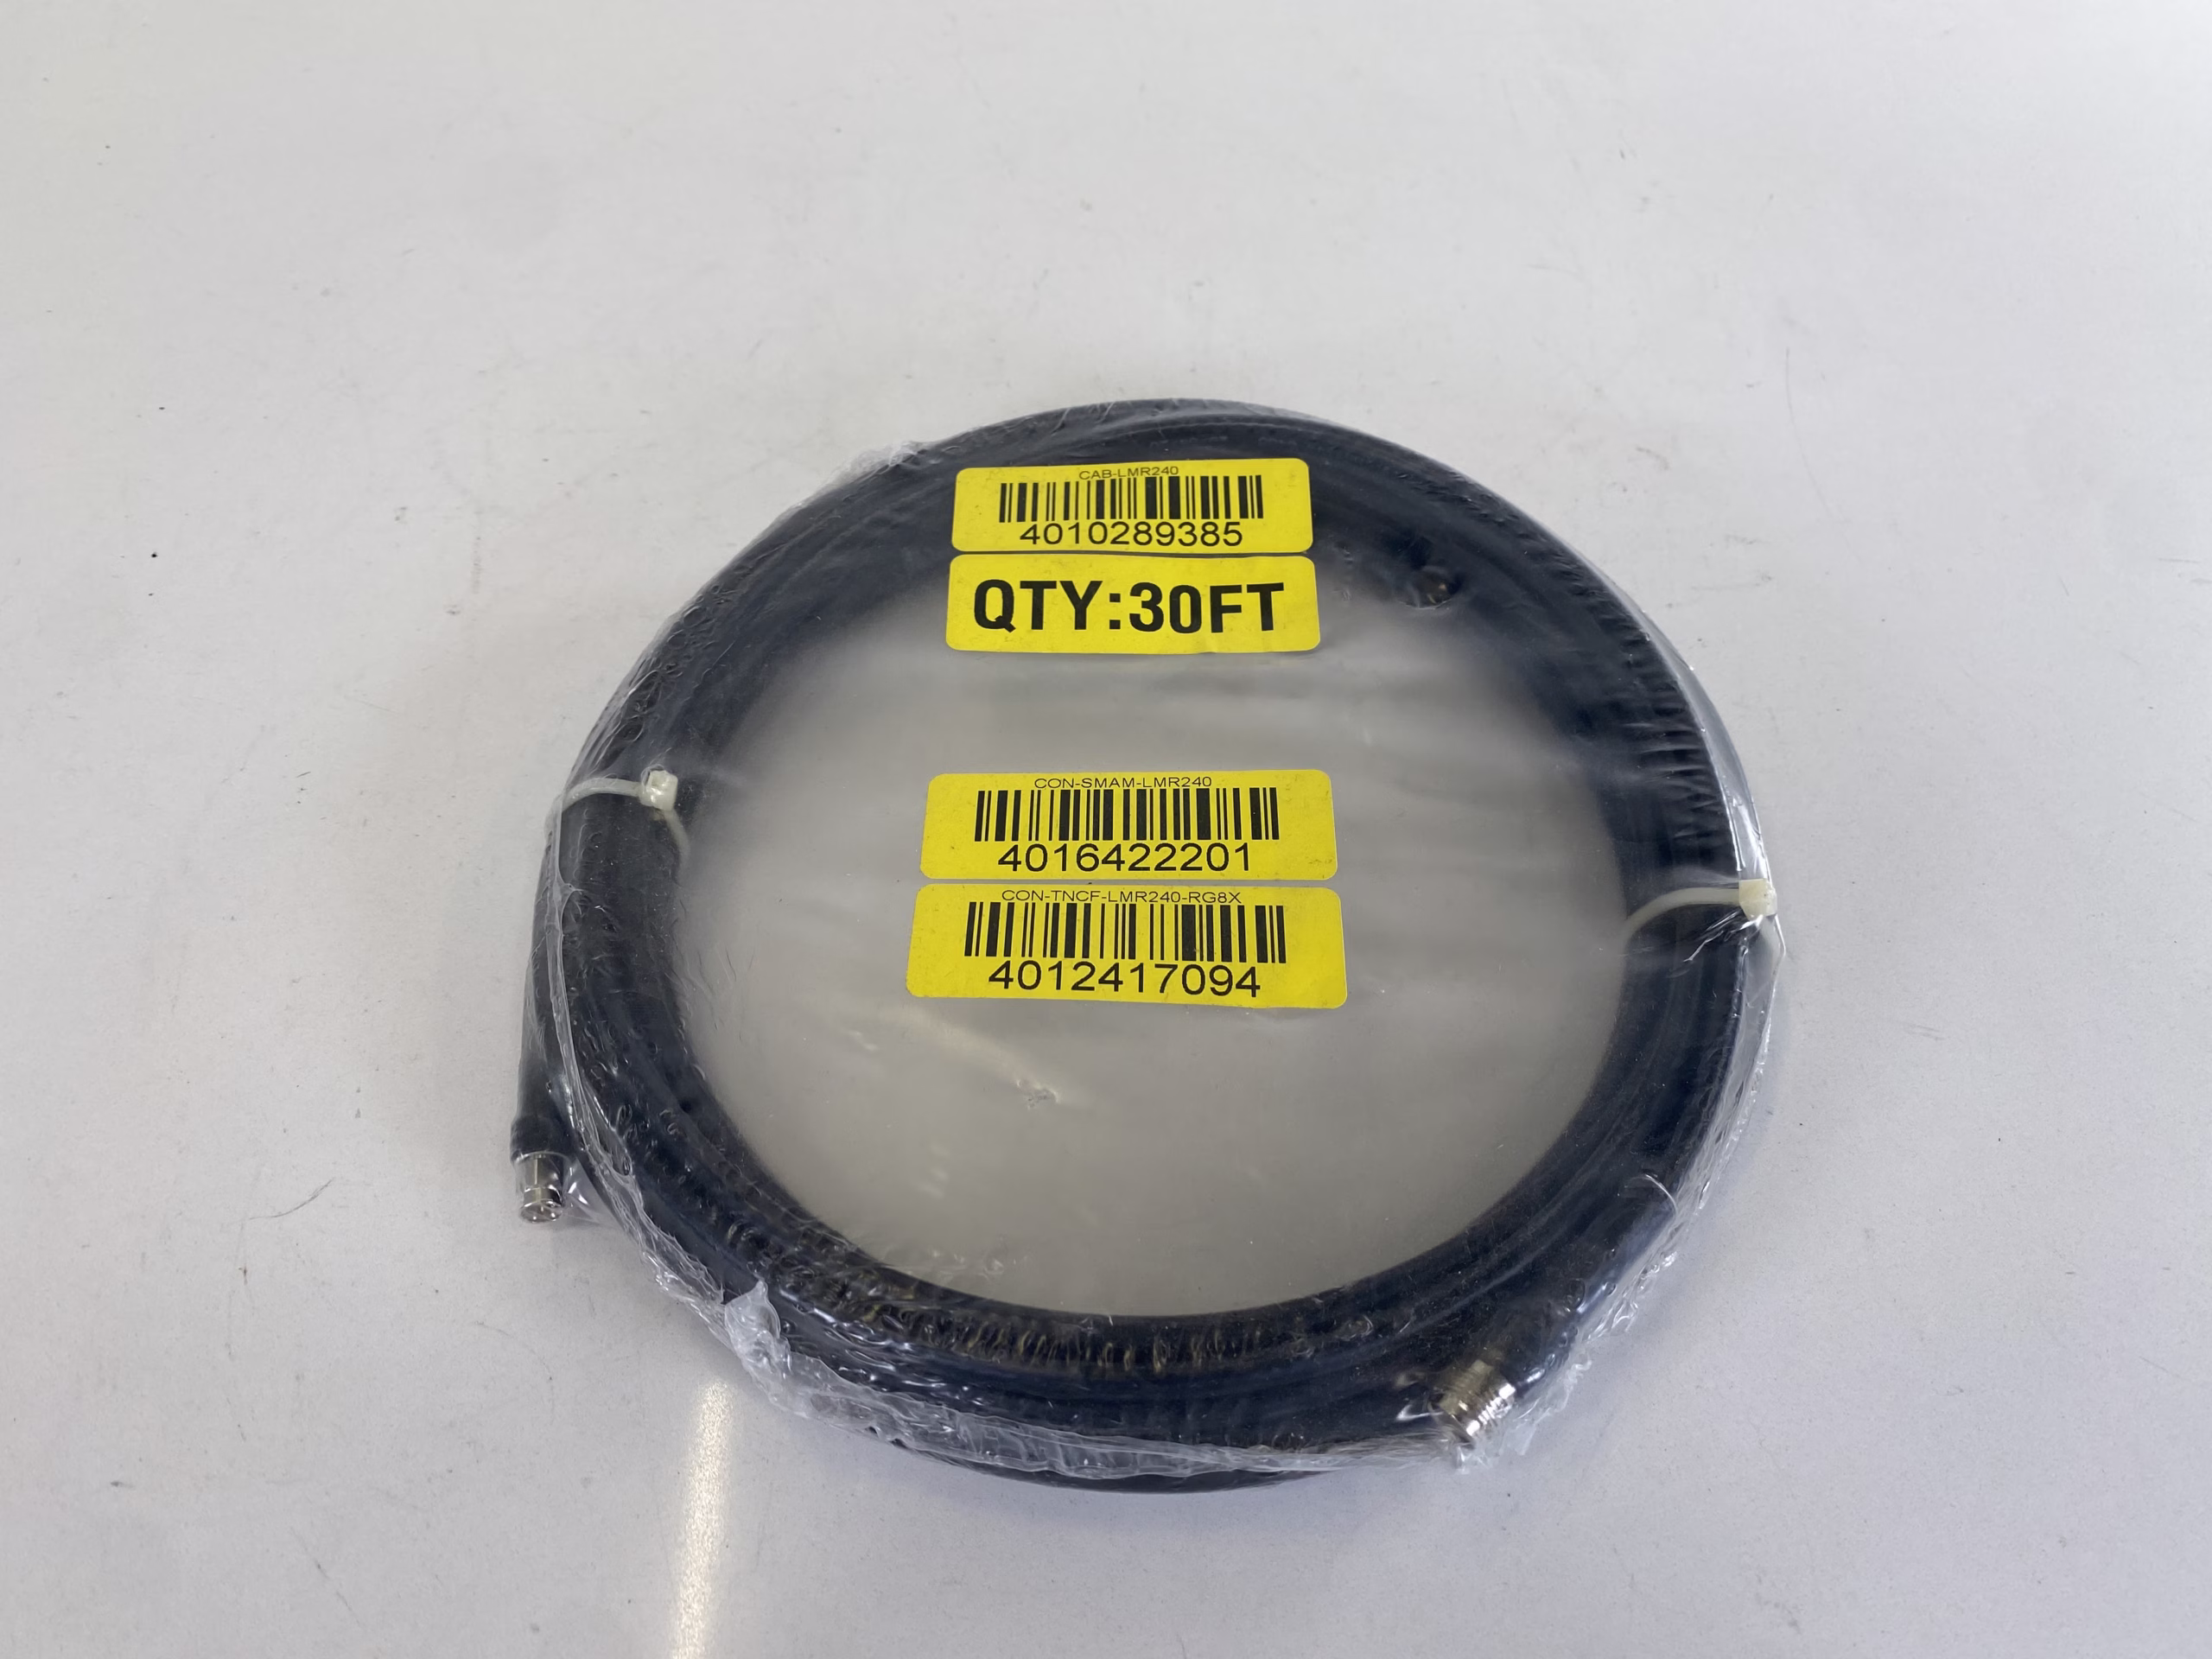 CAB-LMR240
4010289385
QTY:30FT
CON-SMAM-LMR240
4016422201
CON-TNCF-LMR240-RG8X
4012417094